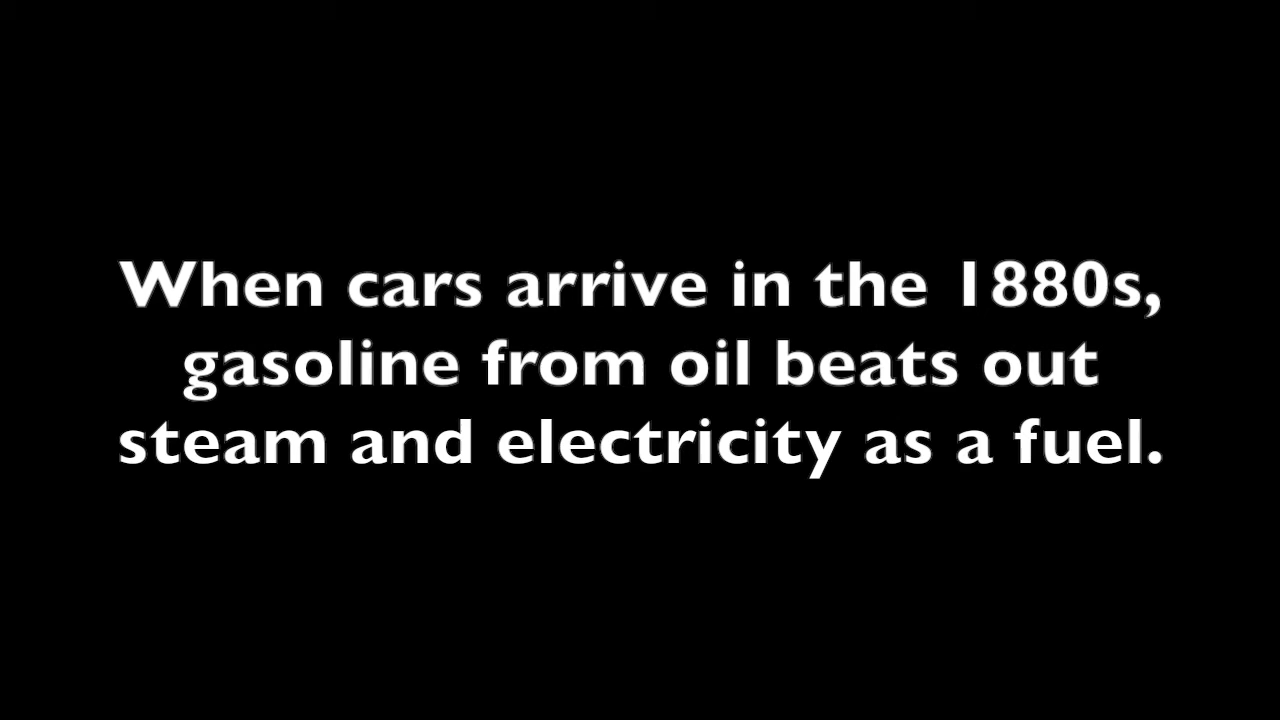 When cars arrive in the 1880s,
gasoline from oil beats out
steam and electricity as a fuel.